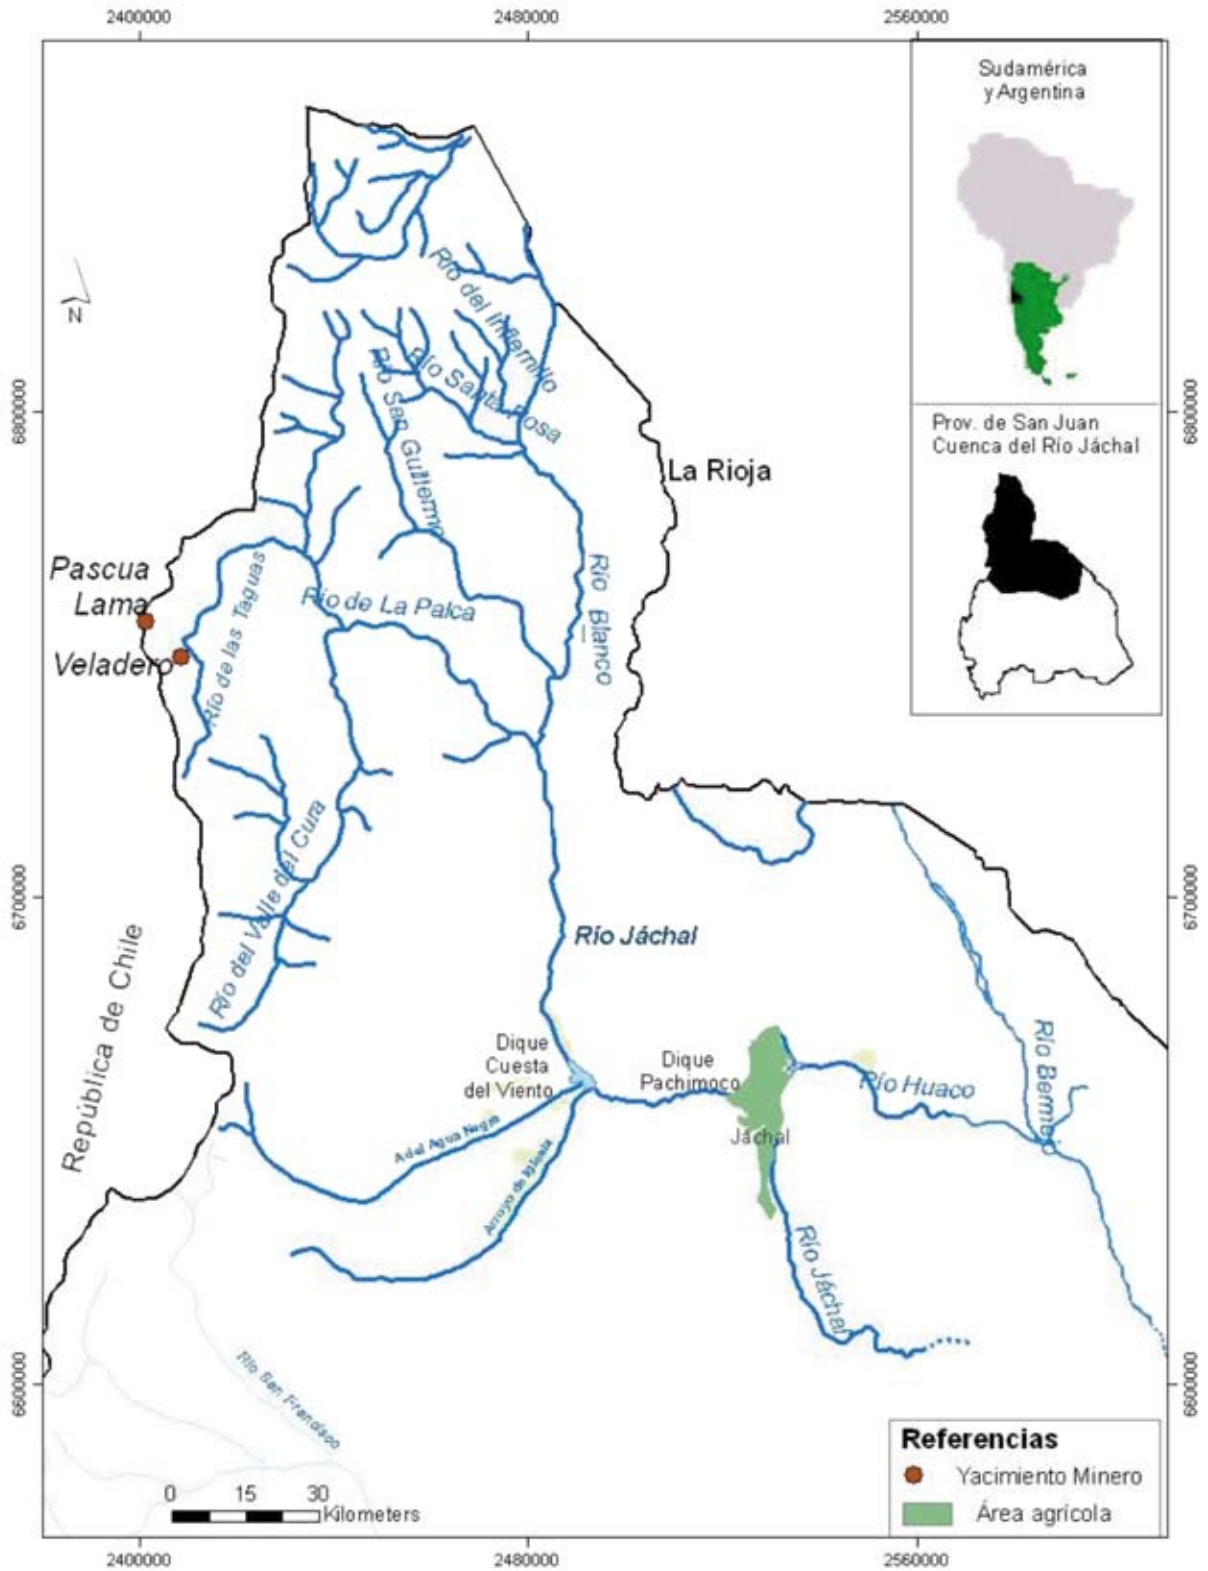 2400000
2480000
2560000
Sudamérica
y Argentina
N
Río del Infiernillo
Río Santa Rosa
Río San Guillermo
6800000
6800000
Prov. de San Juan
Cuenca del Río Jáchal
La Rioja
Pascua
Lama
Río de las Taguas
Río de La Palca
Río Blanco
Veladero
Río del Valle del Cura
6700000
6700000
República de Chile
Río Jáchal
Dique
Cuesta
del Viento
Dique
Pachimoco
Río Huaco
Río Bermejo
Jáchal
A del Agua Negra
Arroyo de Iglesia
Río Jáchal
Río San Francisco
6600000
6600000
Referencias
Yacimiento Minero
Área agrícola
0 15 30
Kilometers
2400000
2480000
2560000